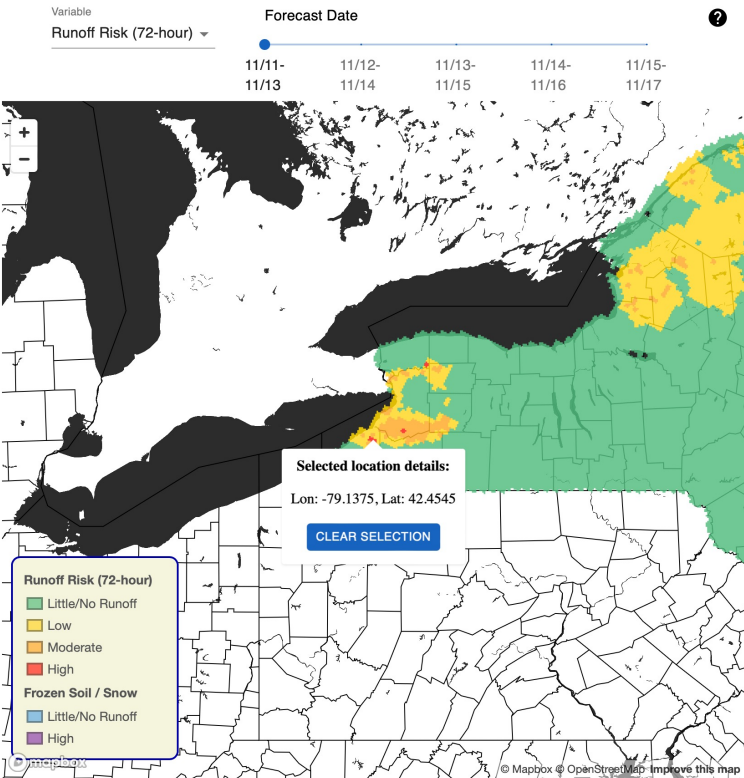 Variable
Runoff Risk (72-hour)
Forecast Date
?
11/11-
11/13
11/12-
11/14
11/13-
11/15
11/14-
11/16
11/15-
11/17
+
−
Selected location details:
Lon: -79.1375, Lat: 42.4545
CLEAR SELECTION
Runoff Risk (72-hour)
Little/No Runoff
Low
Moderate
High
Frozen Soil / Snow
Little/No Runoff
High
mapbox
© Mapbox © OpenStreetMap Improve this map